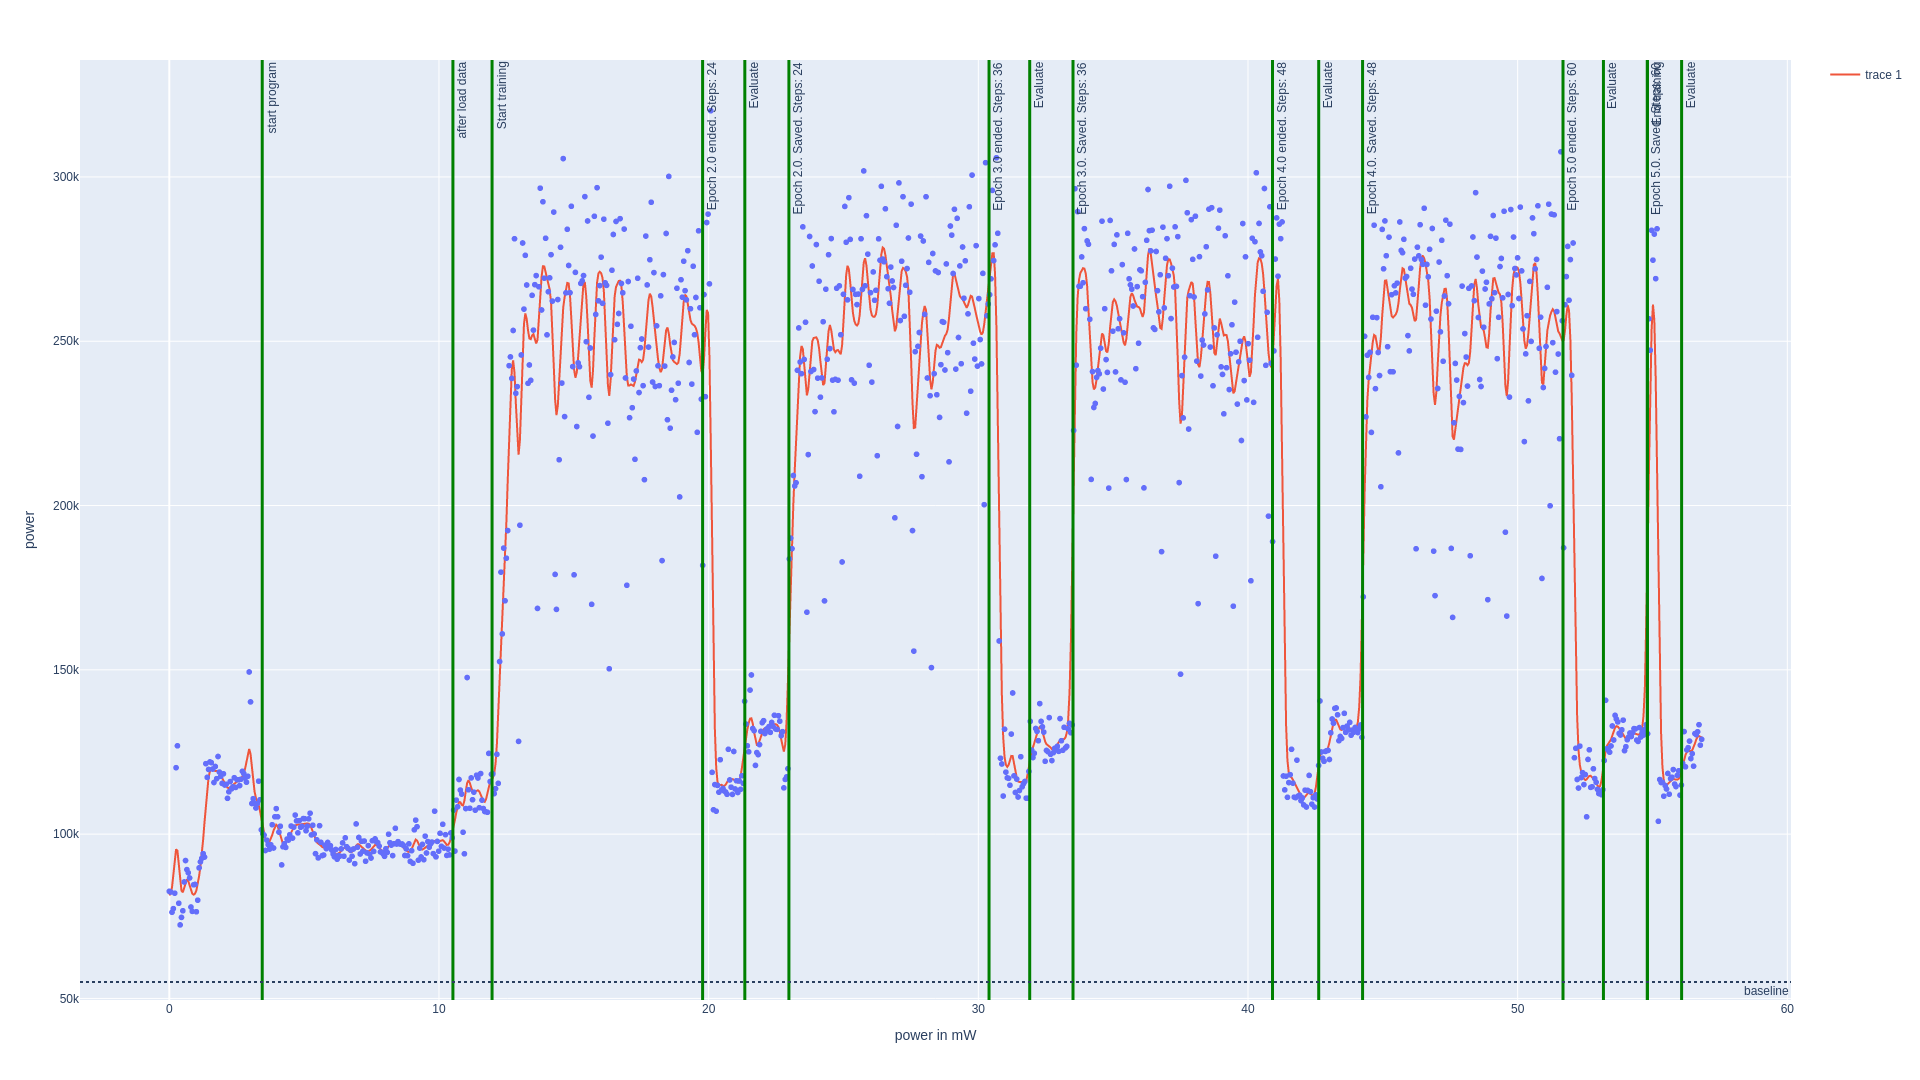 trace 1
start program
after load data
Start training
Epoch 2.0 ended. Steps: 24
Evaluate
Epoch 2.0. Saved. Steps: 24
Epoch 3.0 ended. Steps: 36
Evaluate
Epoch 3.0. Saved. Steps: 36
Epoch 4.0 ended. Steps: 48
Evaluate
Epoch 4.0. Saved. Steps: 48
Epoch 5.0 ended. Steps: 60
Evaluate
Epoch 5.0. Saved. Steps: 60
Evaluate
300k
250k
200k
150k
100k
50k
power
baseline
0
10
20
30
40
50
60
power in mW